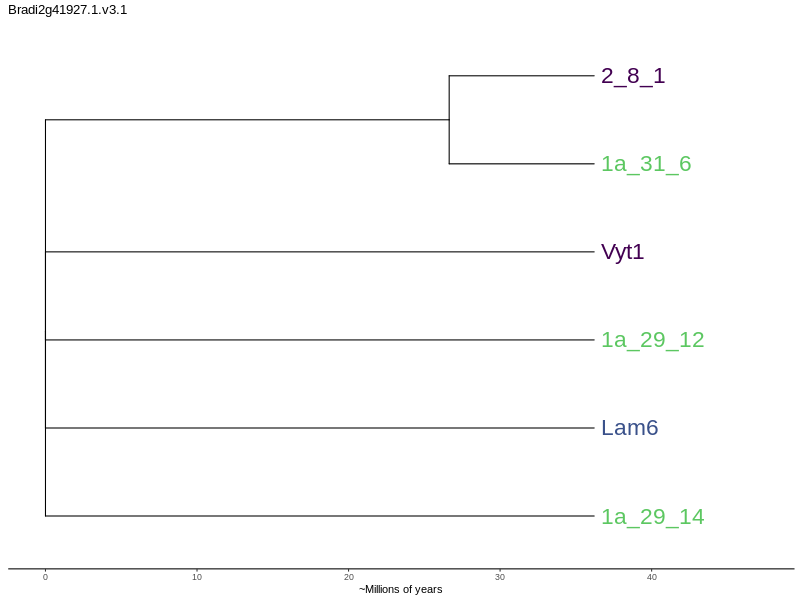 Bradi2g41927.1.v3.1
2_8_1
1a_31_6
Vyt1
1a_29_12
Lam6
1a_29_14
0 10 20 30 40
~Millions of years